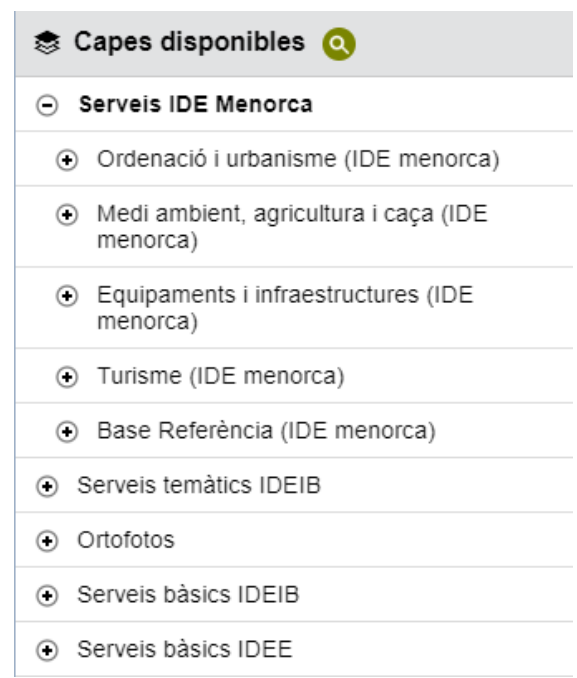 Capes disponibles
Serveis IDE Menorca
Ordenació i urbanisme (IDE menorca)
Medi ambient, agricultura i caça (IDE
menorca)
Equipaments i infraestructures (IDE
menorca)
Turisme (IDE menorca)
Base Referència (IDE menorca)
Serveis temàtics IDEIB
Ortofotos
Serveis bàsics IDEIB
Serveis bàsics IDEE